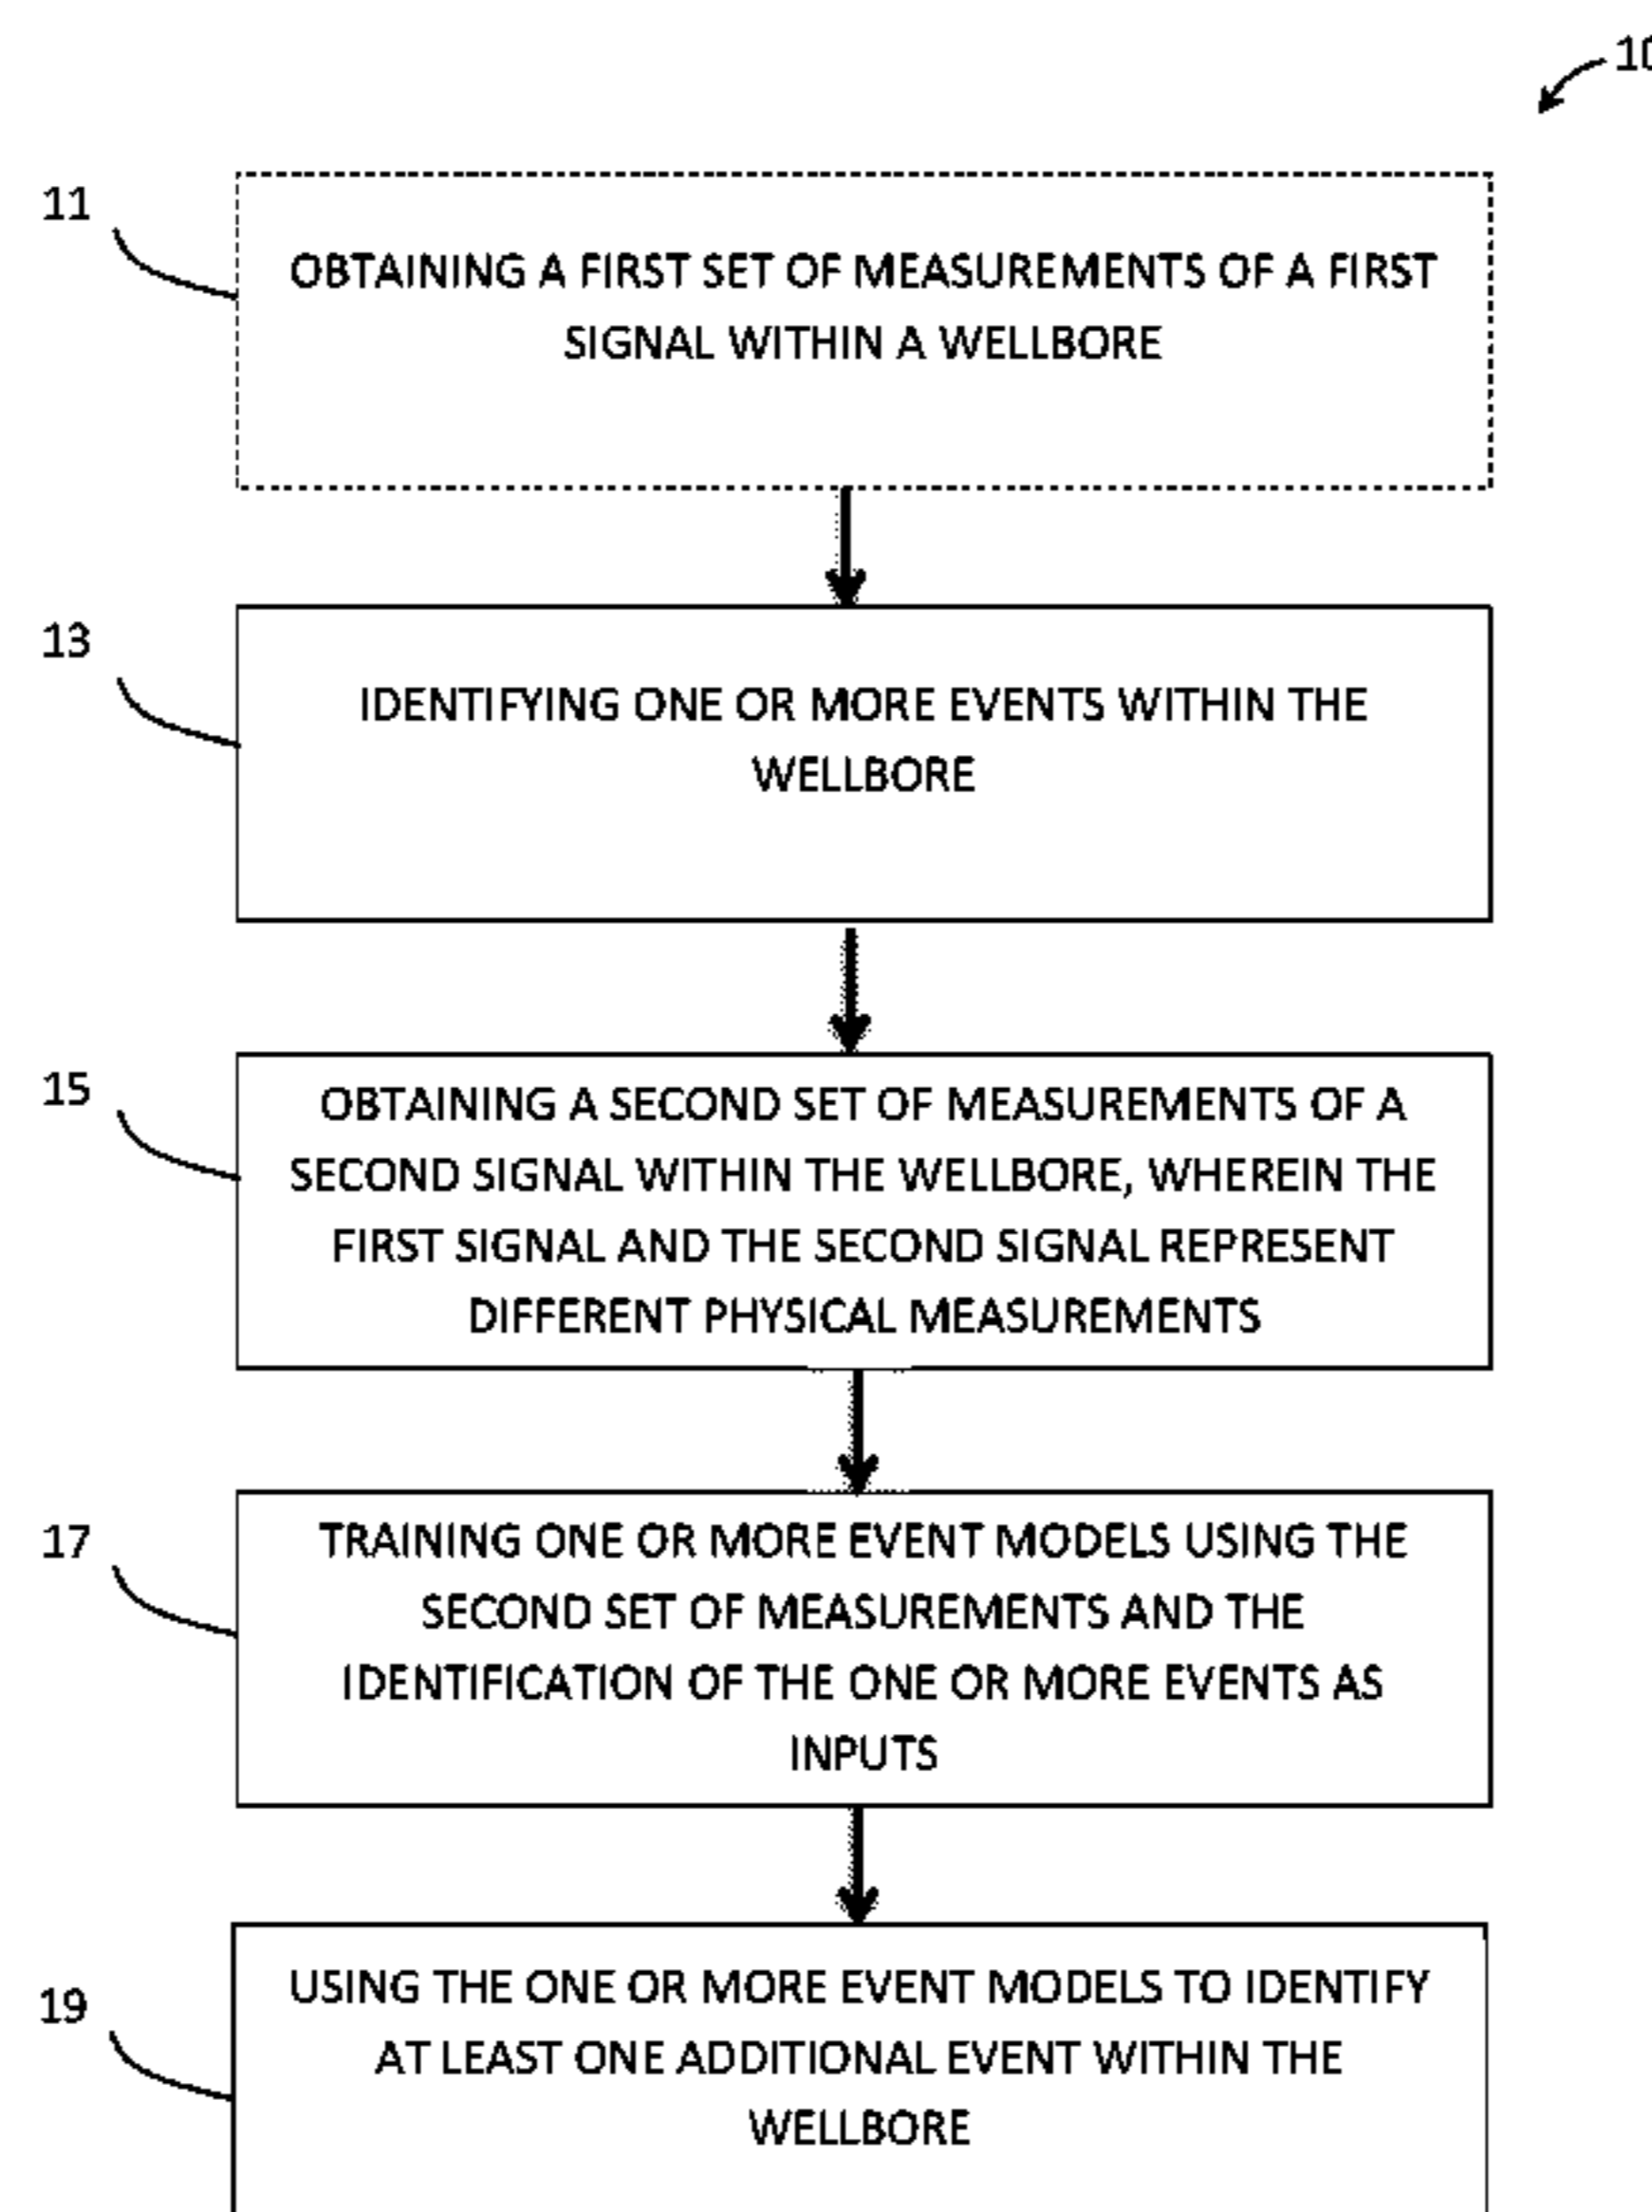 10
11
OBTAINING A FIRST SET OF MEASUREMENTS OF A FIRST
SIGNAL WITHIN A WELLBORE
13
IDENTIFYING ONE OR MORE EVENTS WITHIN THE
WELLBORE
15
OBTAINING A SECOND SET OF MEASUREMENTS OF A
SECOND SIGNAL WITHIN THE WELLBORE, WHEREIN THE
FIRST SIGNAL AND THE SECOND SIGNAL REPRESENT
DIFFERENT PHYSICAL MEASUREMENTS
17
TRAINING ONE OR MORE EVENT MODELS USING THE
SECOND SET OF MEASUREMENTS AND THE
IDENTIFICATION OF THE ONE OR MORE EVENTS AS
INPUTS
19
USING THE ONE OR MORE EVENT MODELS TO IDENTIFY
AT LEAST ONE ADDITIONAL EVENT WITHIN THE
WELLBORE